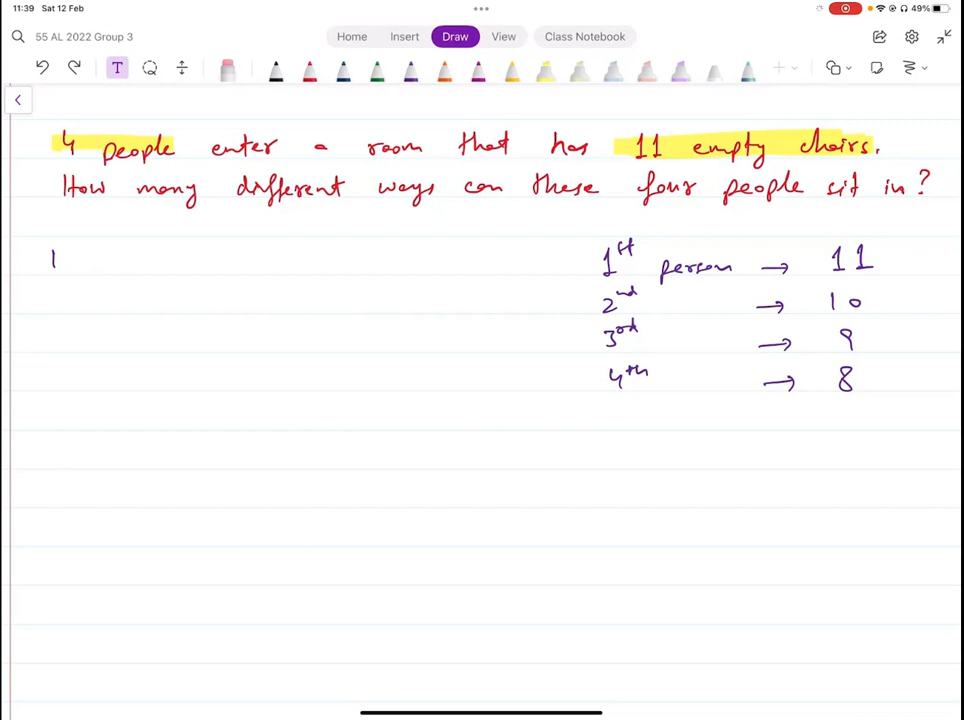 11:39 Sat 12 Feb
49%
55 AL 2022 Group 3
Home Insert Draw View Class Notebook
T
4 people enter a room that has 11 empty chairs.
How many different ways can these four people sit in?
1
1st person → 11
2nd → 10
3rd → 9
4th → 8